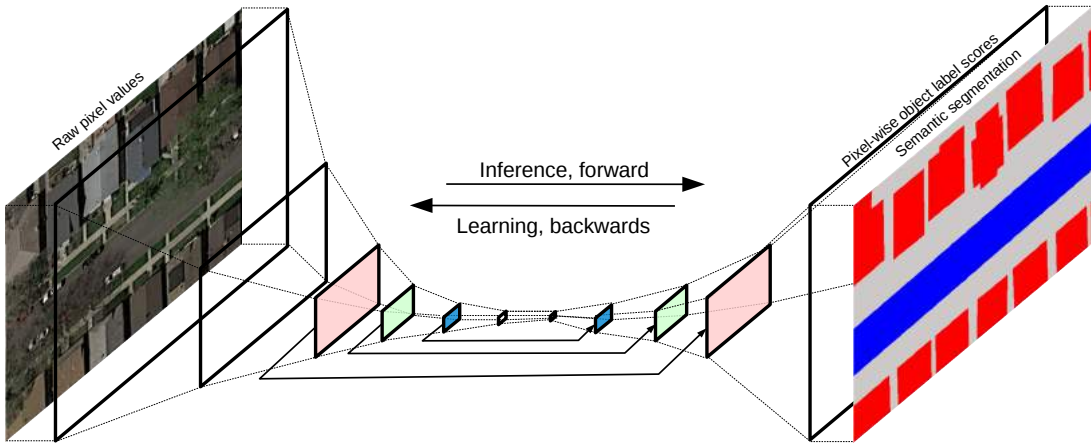 Raw pixel values
Inference, forward
Learning, backwards
Pixel-wise object label scores
Semantic segmentation